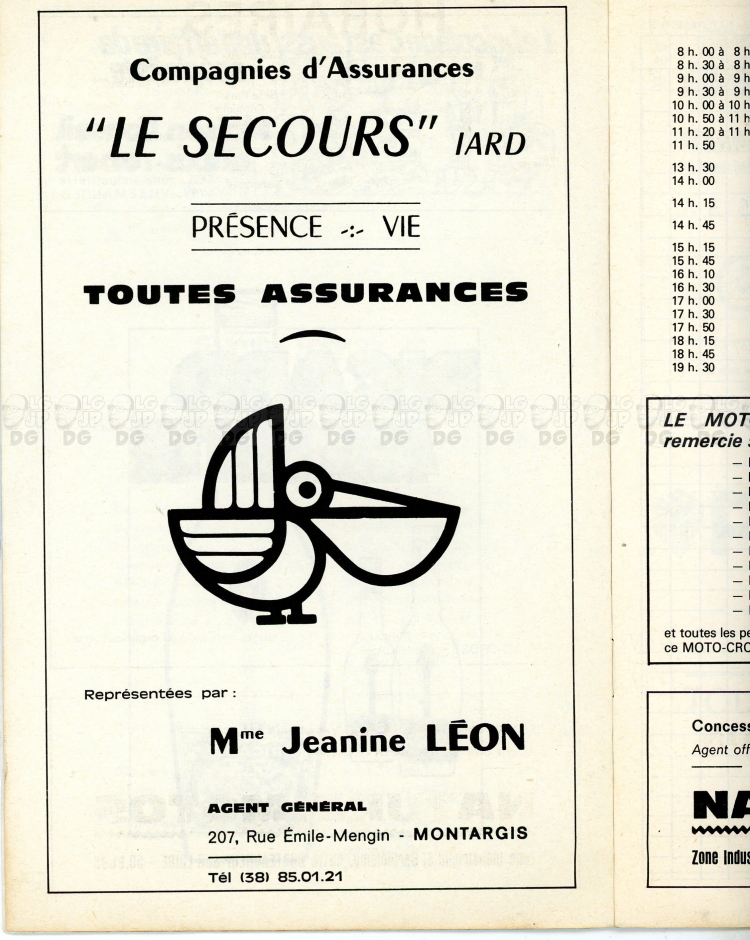 Compagnies d'Assurances
"LE SECOURS" IARD
PRÉSENCE -:- VIE
TOUTES ASSURANCES
Représentées par :
Mme Jeanine LÉON
AGENT GÉNÉRAL
207, Rue Émile-Mengin - MONTARGIS
Tél (38) 85.01.21
8 h. 00 à 8 h
8 h. 30 à 8 h
9 h. 00 à 9 h
9 h. 30 à 9 h
10 h. 00 à 10 h
10 h. 50 à 11 h
11 h. 20 à 11 h
11 h. 50
13 h. 30
14 h. 00
14 h. 15
14 h. 45
15 h. 15
15 h. 45
16 h. 10
16 h. 30
17 h. 00
17 h. 30
17 h. 50
18 h. 15
18 h. 45
19 h. 30
LE MOT
remercie
et toutes les pe
ce MOTO-CRO
Concess
Agent off
NA
Zone Indus